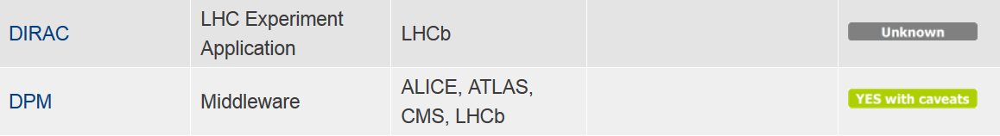 DIRAC
LHC Experiment
Application
LHCb
Unknown
DPM
Middleware
ALICE, ATLAS,
CMS, LHCb
YES with caveats